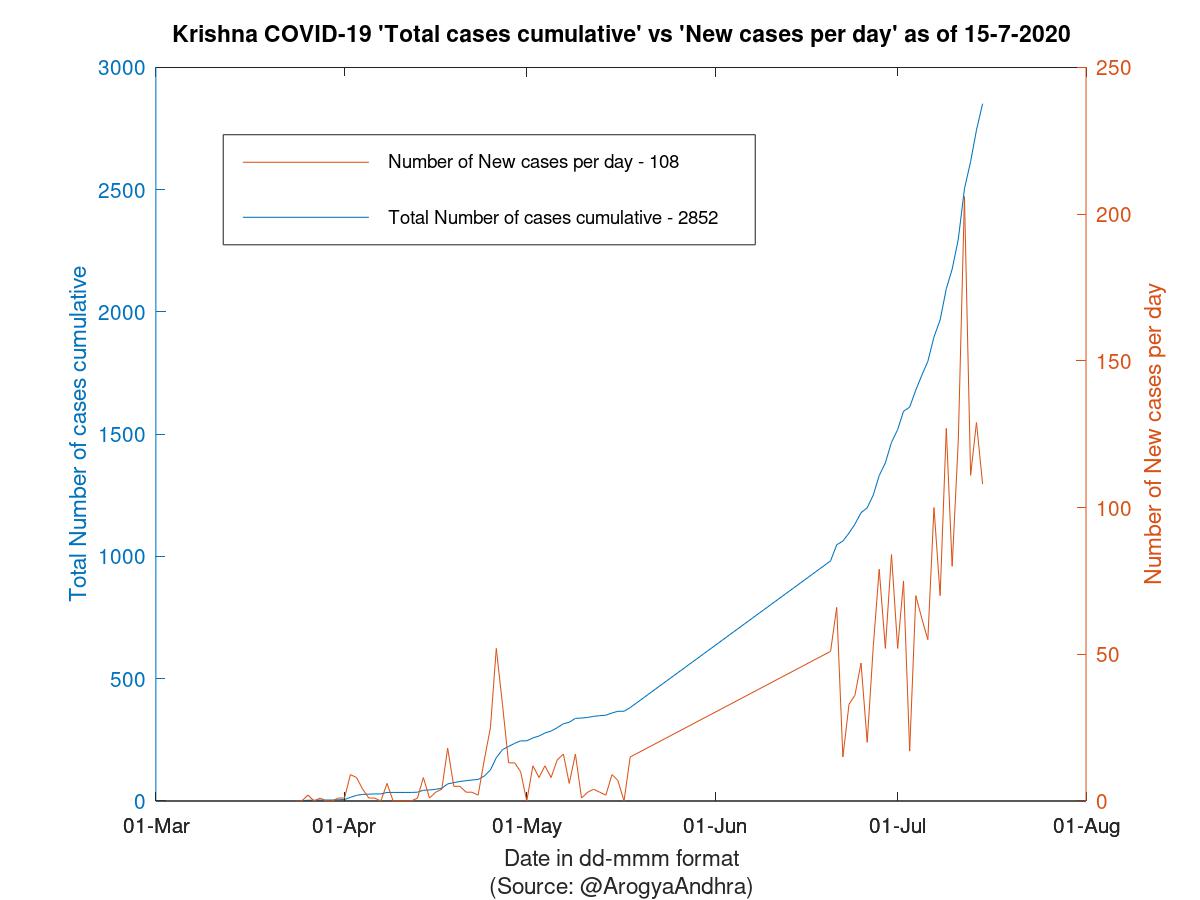 Krishna COVID-19 'Total cases cumulative' vs 'New cases per day' as of 15-7-2020
3000
2500
2000
1500
1000
500
0
Total Number of cases cumulative
Number of New cases per day - 108
Total Number of cases cumulative - 2852
250
200
150
100
50
0
Number of New cases per day
01-Mar 01-Apr 01-May 01-Jun 01-Jul 01-Aug
Date in dd-mmm format
(Source: @ArogyaAndhra)